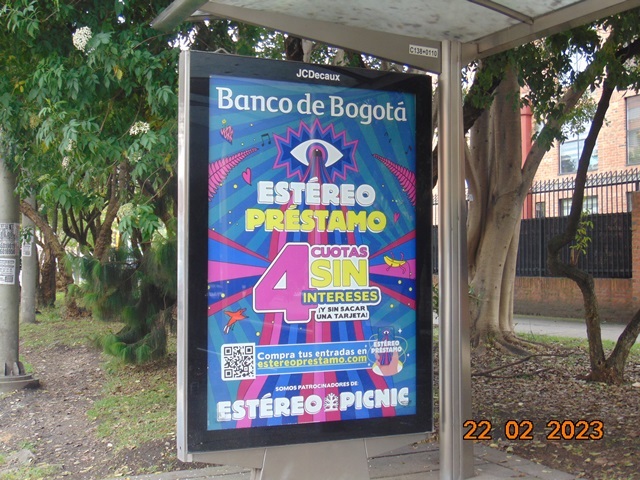 C138+0110
JCDecaux
Banco de Bogotá
ESTÉREO
PRÉSTAMO
4 CUOTAS
SIN
INTERESES
¡Y SIN SACAR
UNA TARJETA!
Compra tus entradas en
estereoprestamo.com
ESTÉREO
PRÉSTAMO
SOMOS PATROCINADORES DE
ESTÉREO PICNIC
22 02 2023